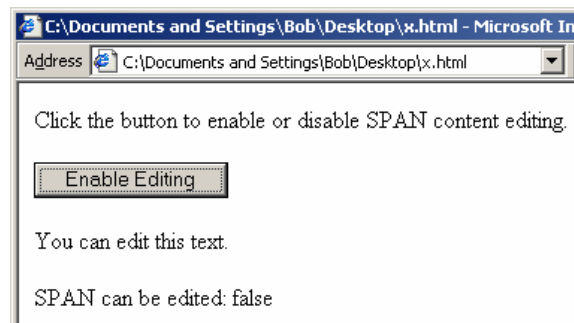 C:\Documents and Settings\Bob\Desktop\x.html - Microsoft In
Address C:\Documents and Settings\Bob\Desktop\x.html
Click the button to enable or disable SPAN content editing.
Enable Editing
You can edit this text.
SPAN can be edited: false